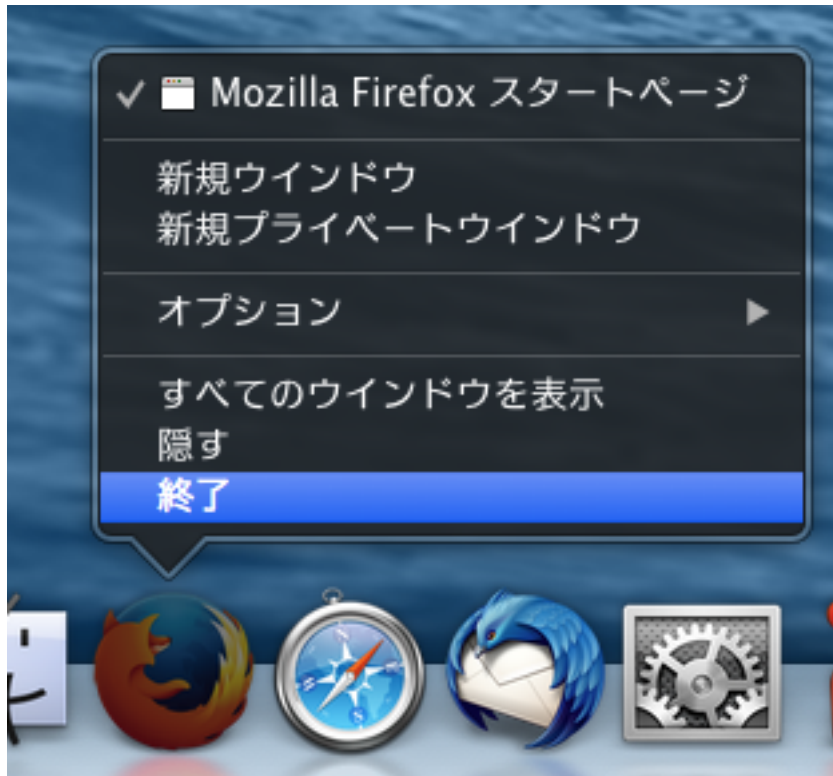 Mozilla Firefox スタートページ
新規ウインドウ
新規プライベートウインドウ
オプション
すべてのウインドウを表示
隠す
終了